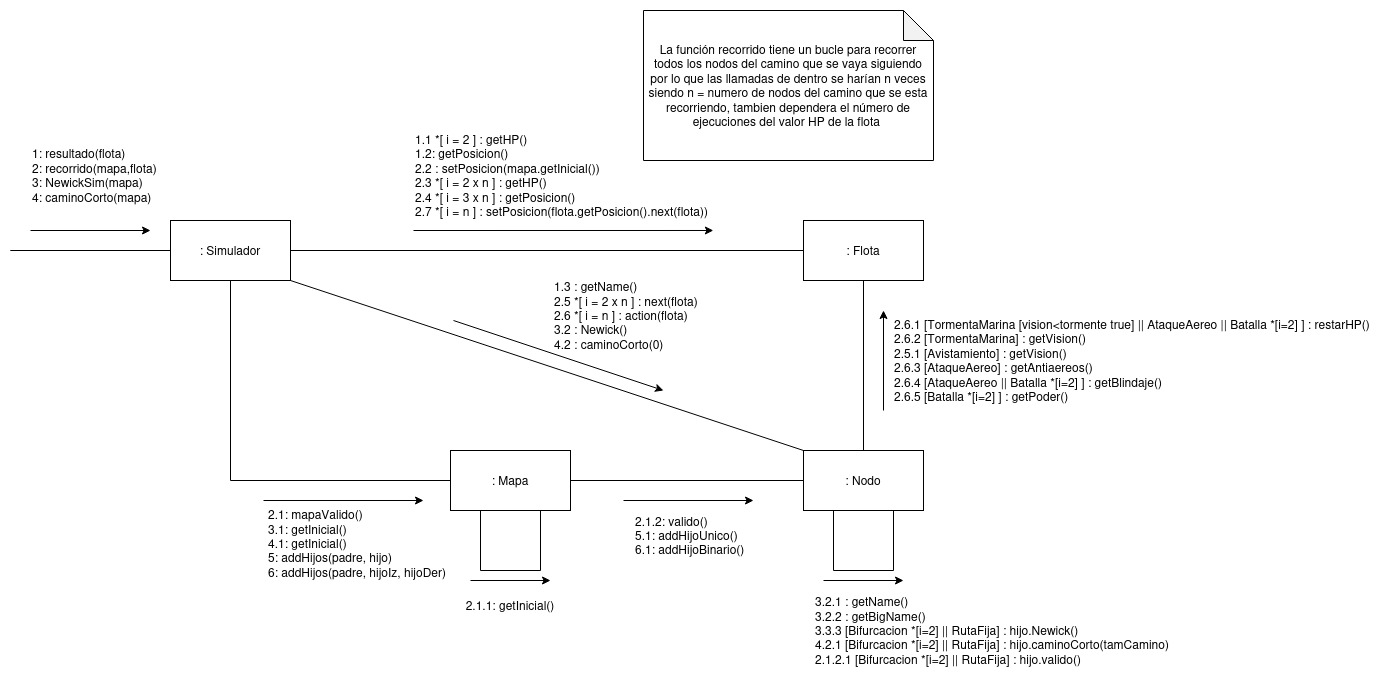 La función recorrido tiene un bucle para recorrer
todos los nodos del camino que se vaya siguiendo
por lo que las llamadas de dentro se harían n veces
siendo n = numero de nodos del camino que se esta
recorriendo, tambien dependera el número de
ejecuciones del valor HP de la flota
1: resultado(flota)
2: recorrido(mapa,flota)
3: NewickSim(mapa)
4: caminoCorto(mapa)
1.1 *[ i = 2 ] : getHP()
1.2: getPosicion()
2.2 : setPosicion(mapa.getInicial())
2.3 *[ i = 2 x n ] : getHP()
2.4 *[ i = 3 x n ] : getPosicion()
2.7 *[ i = n ] : setPosicion(flota.getPosicion().next(flota))
: Simulador
: Flota
1.3 : getName()
2.5 *[ i = 2 x n ] : next(flota)
2.6 *[ i = n ] : action(flota)
3.2 : Newick()
4.2 : caminoCorto(0)
2.6.1 [TormentaMarina [vision<tormente true] || AtaqueAereo || Batalla *[i=2] ] : restarHP()
2.6.2 [TormentaMarina] : getVision()
2.5.1 [Avistamiento] : getVision()
2.6.3 [AtaqueAereo] : getAntiaereos()
2.6.4 [AtaqueAereo || Batalla *[i=2] ] : getBlindaje()
2.6.5 [Batalla *[i=2] ] : getPoder()
: Mapa
: Nodo
2.1: mapaValido()
3.1: getInicial()
4.1: getInicial()
5: addHijos(padre, hijo)
6: addHijos(padre, hijoIz, hijoDer)
2.1.2: valido()
5.1: addHijoUnico()
6.1: addHijoBinario()
2.1.1: getInicial()
3.2.1 : getName()
3.2.2 : getBigName()
3.3.3 [Bifurcacion *[i=2] || RutaFija] : hijo.Newick()
4.2.1 [Bifurcacion *[i=2] || RutaFija] : hijo.caminoCorto(tamCamino)
2.1.2.1 [Bifurcacion *[i=2] || RutaFija] : hijo.valido()